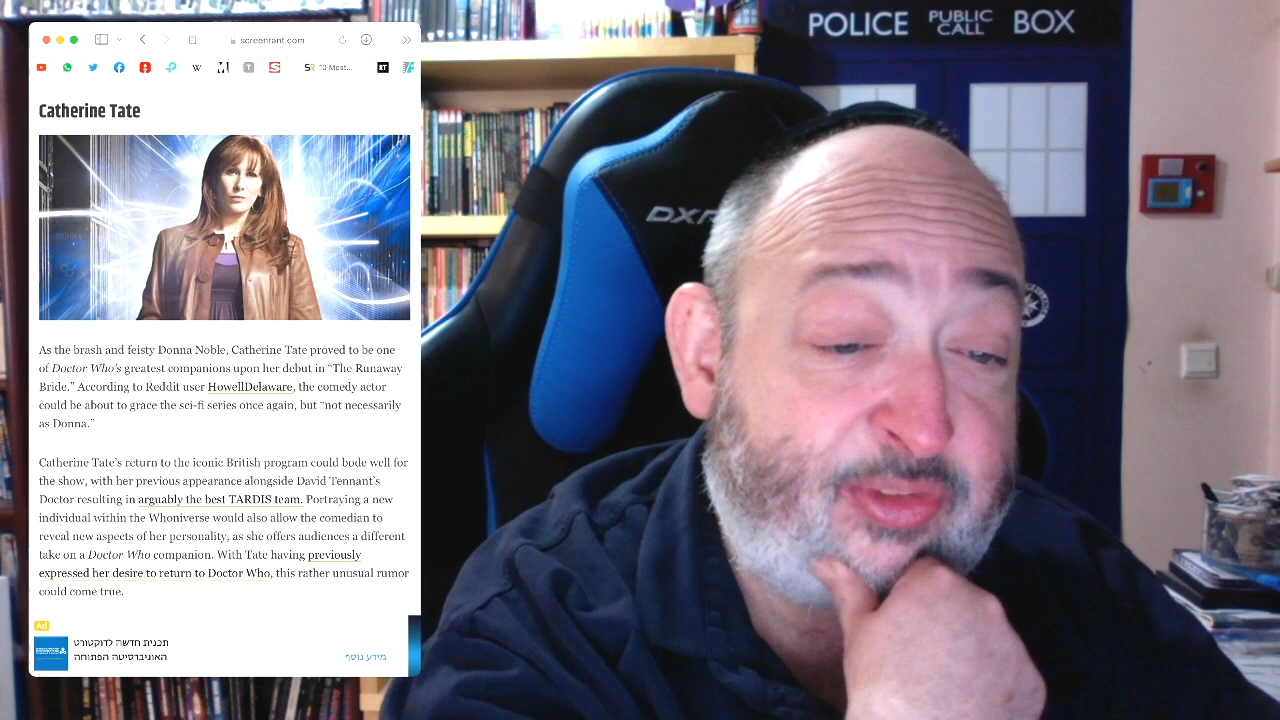 screenrant.com
SR 10 Most...
Catherine Tate
As the brash and feisty Donna Noble, Catherine Tate proved to be one
of Doctor Who's greatest companions upon her debut in “The Runaway
Bride.” According to Reddit user HowellDelaware, the comedy actor
could be about to grace the sci-fi series once again, but “not necessarily
as Donna.”
Catherine Tate’s return to the iconic British program could bode well for
the show, with her previous appearance alongside David Tennant’s
Doctor resulting in arguably the best TARDIS team. Portraying a new
individual within the Whoniverse would also allow the comedian to
reveal new aspects of her personality, as she offers audiences a different
take on a Doctor Who companion. With Tate having previously
expressed her desire to return to Doctor Who, this rather unusual rumor
could come true.
Ad
תכנית חדשה לדוקטורט
האוניברסיטה הפתוחה
מידע נוסף
POLICE PUBLIC CALL BOX